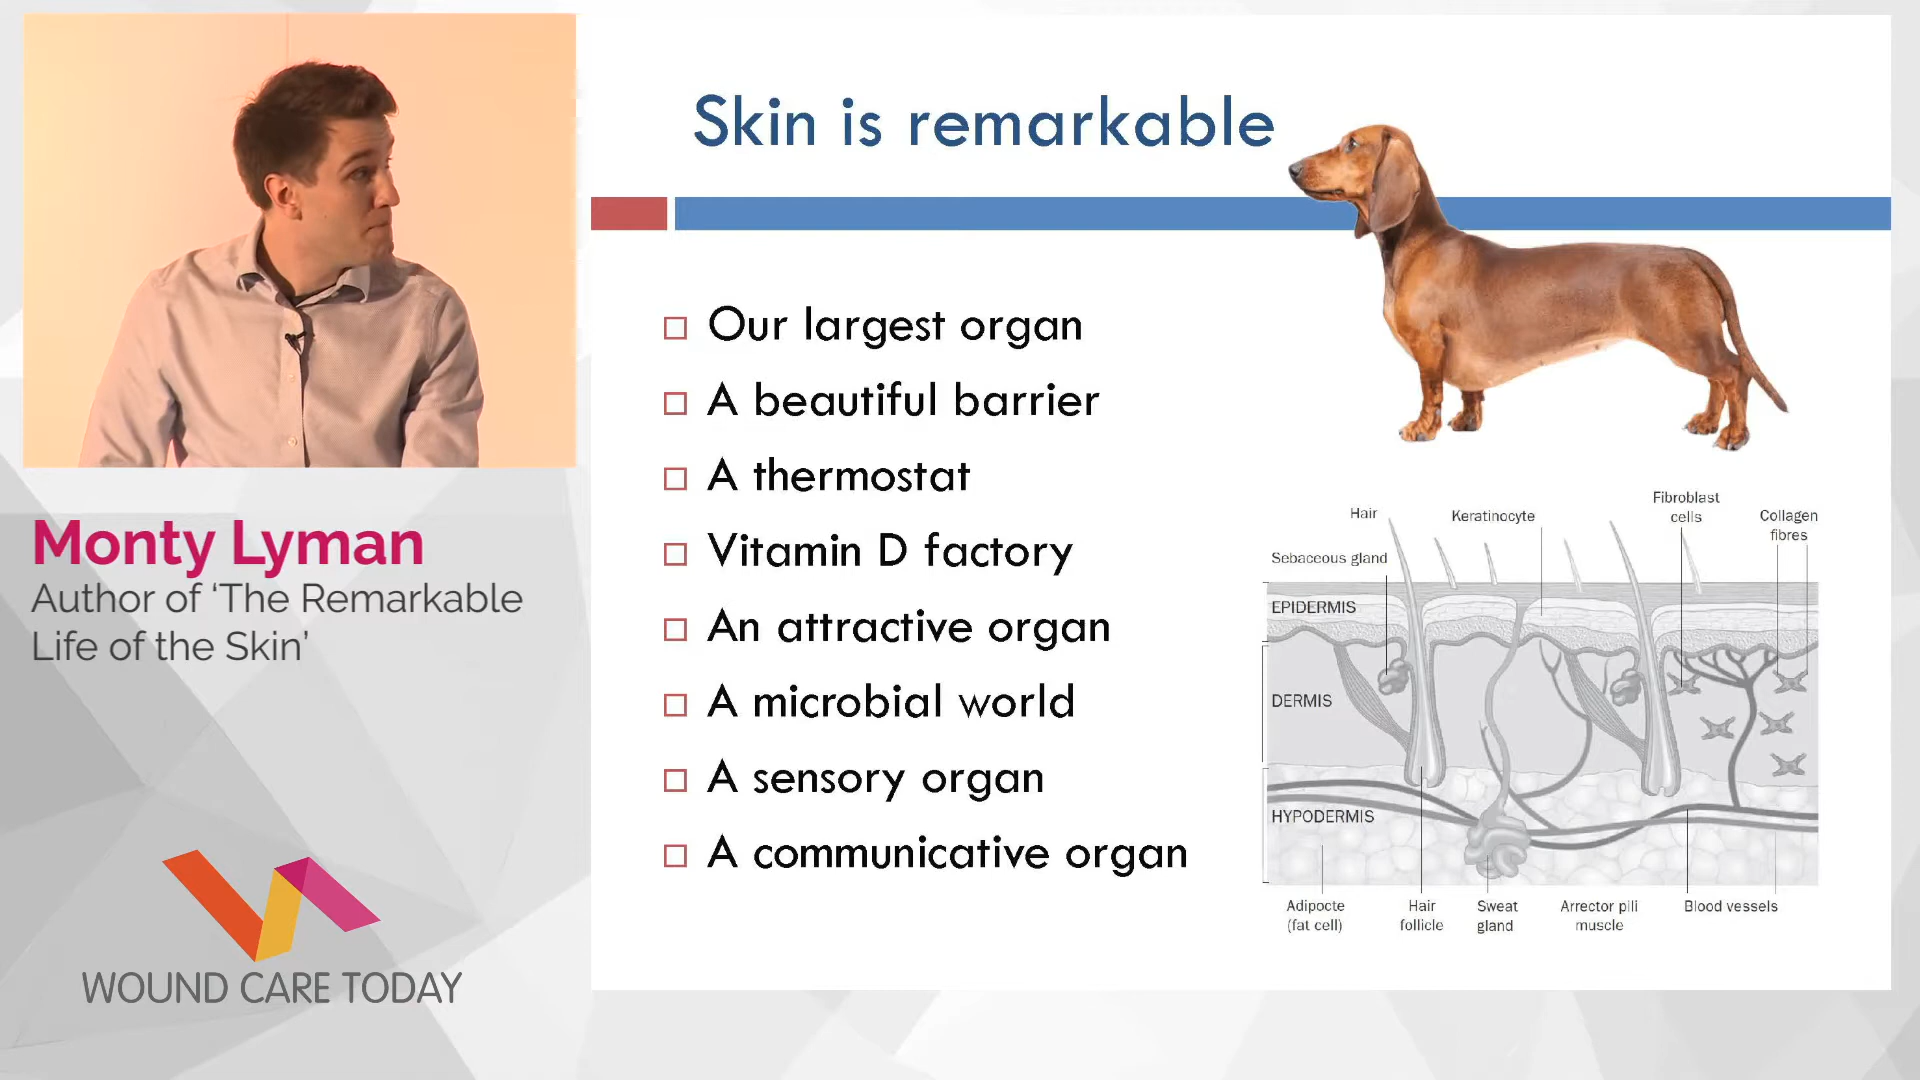 Skin is remarkable
Our largest organ
A beautiful barrier
A thermostat
Vitamin D factory
An attractive organ
A microbial world
A sensory organ
A communicative organ
Hair
Keratinocyte
Fibroblast
cells
Collagen
fibres
Sebaceous gland
EPIDERMIS
DERMIS
HYPODERMIS
Adipocte
(fat cell)
Hair
follicle
Sweat
gland
Arrector pili
muscle
Blood vessels
Monty Lyman
Author of ‘The Remarkable
Life of the Skin’
WOUND CARE TODAY